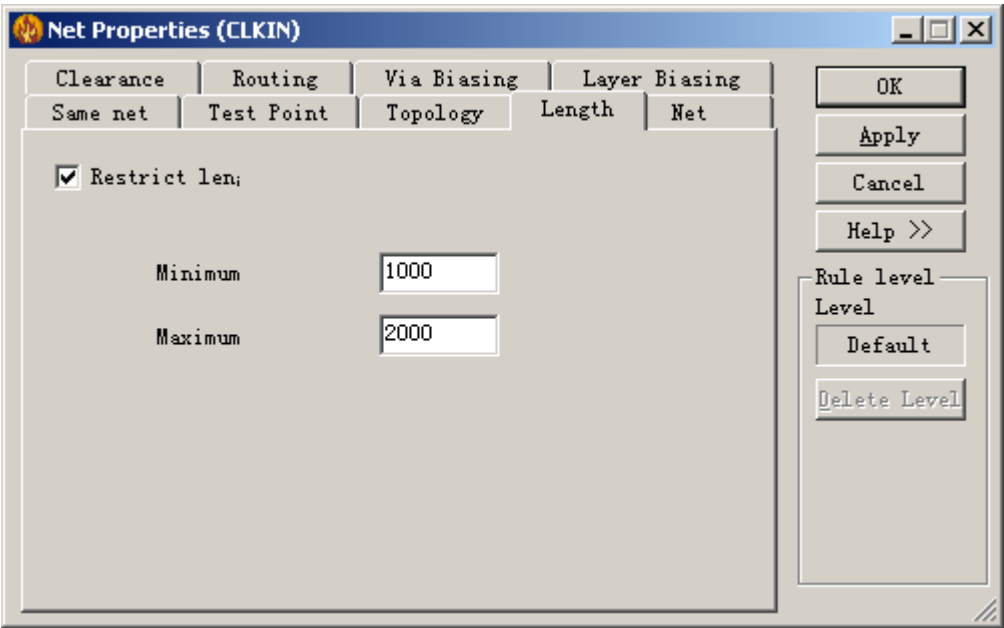 Net Properties (CLKIN)
Clearance Routing Via Biasing Layer Biasing
Same net Test Point Topology Length Net
Restrict len
Minimum 1000
Maximum 2000
OK
Apply
Cancel
Help >>
Rule level
Level
Default
Delete Level